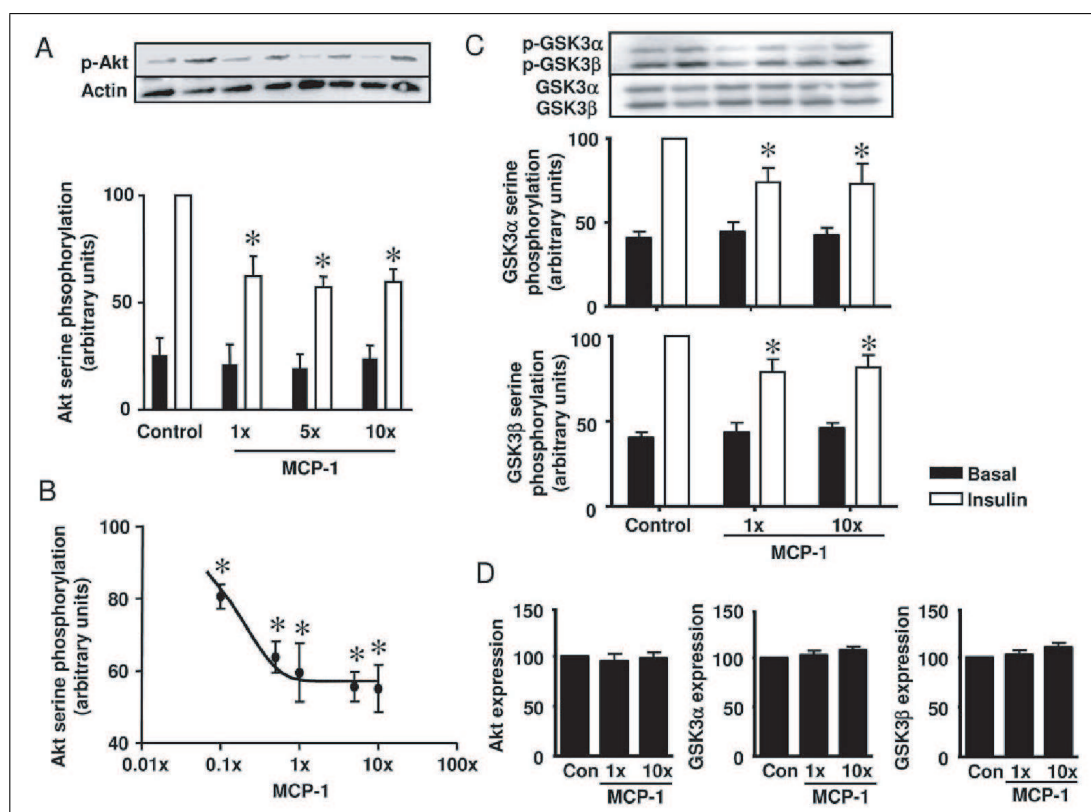 A
p-Akt
Actin
Akt serine phsophorylation
(arbitrary units)
100
50
0
* * *
Control 1x 5x 10x
MCP-1
B
Akt serine phosphorylation
(arbitrary units)
100
80
60
40
* * * * *
0.01x 0.1x 1x 10x 100x
MCP-1
C
p-GSK3α
p-GSK3β
GSK3α
GSK3β
GSK3α serine
phosphorylation
(arbitrary units)
100
50
0
* *
GSK3β serine
phosphorylation
(arbitrary units)
100
50
0
* *
Control 1x 10x
MCP-1
Basal
Insulin
D
Akt expression
150
100
50
0
Con 1x 10x
MCP-1
GSK3α expression
150
100
50
0
Con 1x 10x
MCP-1
GSK3β expression
150
100
50
0
Con 1x 10x
MCP-1